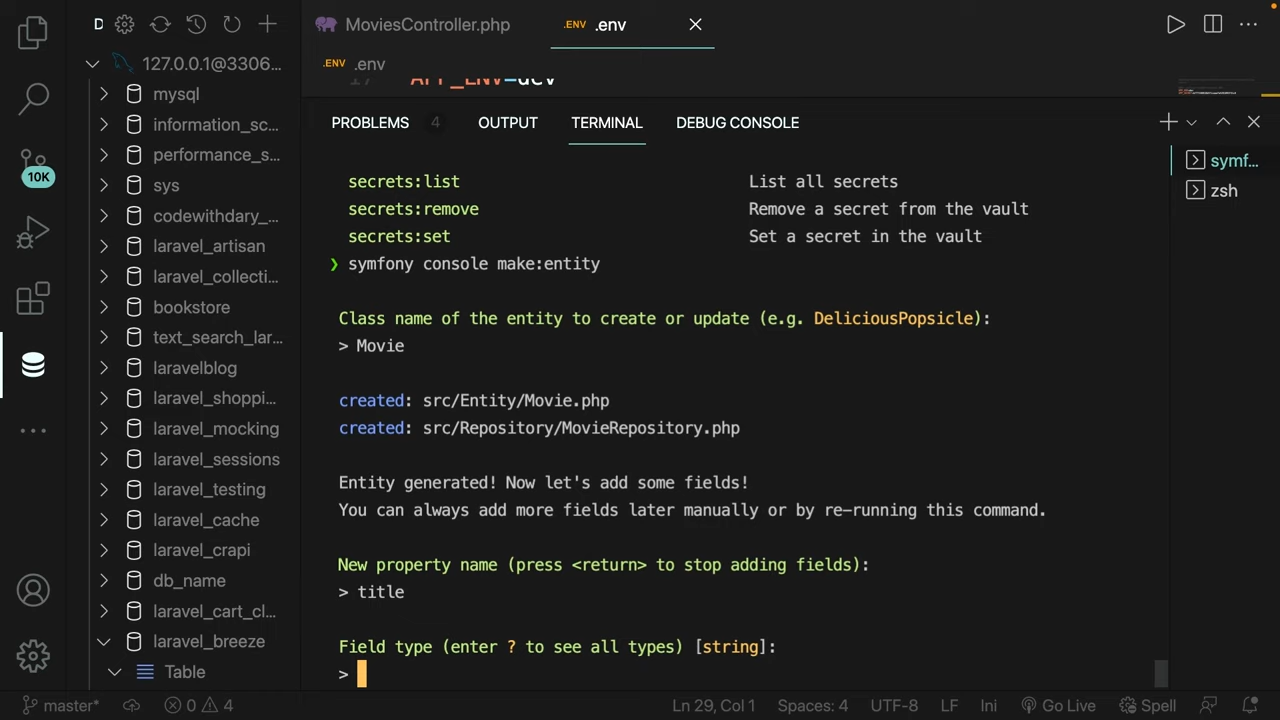 D
MoviesController.php
.ENV .env
127.0.0.1@3306...
.ENV .env
17 APP_ENV=dev
mysql
information_sc...
performance_s...
sys
codewithdary_...
laravel_artisan
laravel_collecti...
bookstore
text_search_lar...
laravelblog
laravel_shoppi...
laravel_mocking
laravel_sessions
laravel_testing
laravel_cache
laravel_crapi
db_name
laravel_cart_cl...
laravel_breeze
Table
10K
PROBLEMS 4 OUTPUT TERMINAL DEBUG CONSOLE
symf...
zsh
secrets:list List all secrets
secrets:remove Remove a secret from the vault
secrets:set Set a secret in the vault
❯ symfony console make:entity
Class name of the entity to create or update (e.g. DeliciousPopsicle):
> Movie
created: src/Entity/Movie.php
created: src/Repository/MovieRepository.php
Entity generated! Now let's add some fields!
You can always add more fields later manually or by re-running this command.
New property name (press <return> to stop adding fields):
> title
Field type (enter ? to see all types) [string]:
>
master* 0 4 Ln 29, Col 1 Spaces: 4 UTF-8 LF Ini Go Live Spell